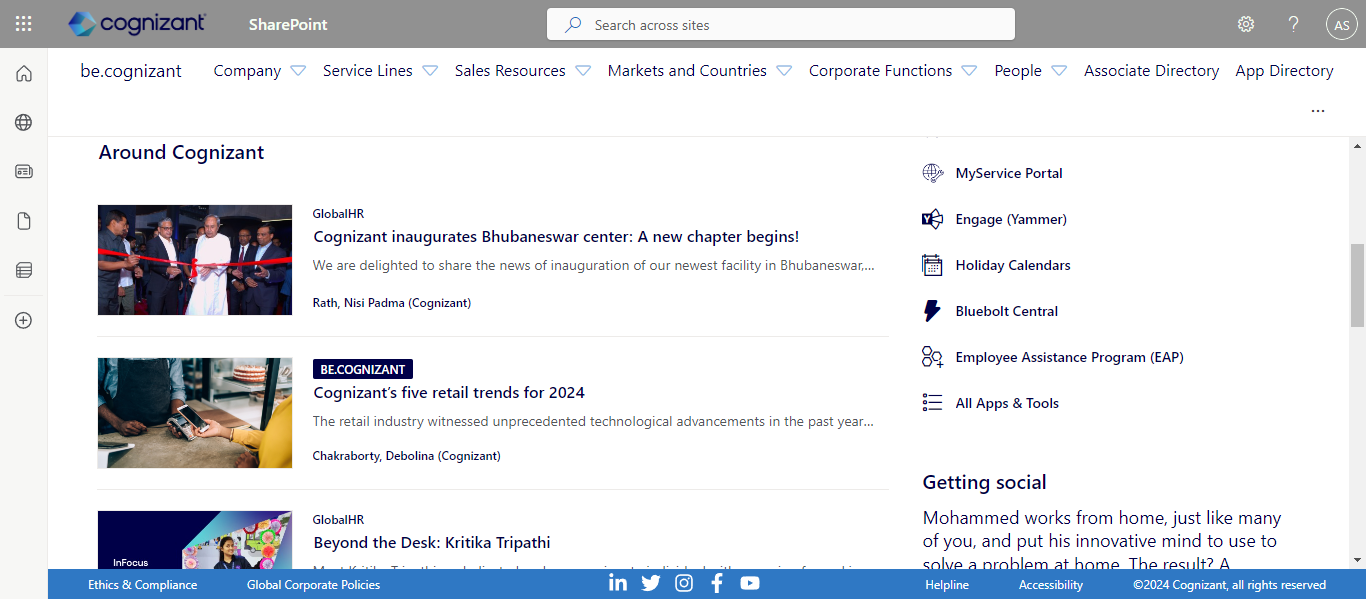 cognizant
SharePoint
Search across sites
?
AS
be.cognizant
Company
Service Lines
Sales Resources
Markets and Countries
Corporate Functions
People
Associate Directory
App Directory
...
Around Cognizant
GlobalHR
Cognizant inaugurates Bhubaneswar center: A new chapter begins!
We are delighted to share the news of inauguration of our newest facility in Bhubaneswar,...
Rath, Nisi Padma (Cognizant)
BE.COGNIZANT
Cognizant’s five retail trends for 2024
The retail industry witnessed unprecedented technological advancements in the past year...
Chakraborty, Debolina (Cognizant)
InFocus
GlobalHR
Beyond the Desk: Kritika Tripathi
MyService Portal
Engage (Yammer)
Holiday Calendars
Bluebolt Central
Employee Assistance Program (EAP)
All Apps & Tools
Getting social
Mohammed works from home, just like many
of you, and put his innovative mind to use to
solve a problem at home. The result? A
Ethics & Compliance
Global Corporate Policies
Helpline
Accessibility
©2024 Cognizant, all rights reserved